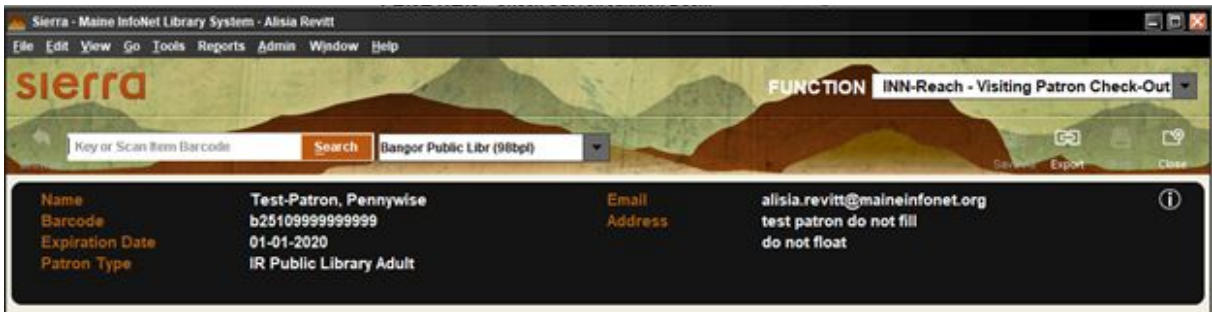 Sierra - Maine InfoNet Library System - Alisia Revitt
File Edit View Go Tools Reports Admin Window Help
sierra
FUNCTION INN-Reach - Visiting Patron Check-Out
Key or Scan Item Barcode Search Bangor Public Libr (98bpl)
Export Close
Name Test-Patron, Pennywise Email alisia.revitt@maineinfonet.org
Barcode b25109999999999 Address test patron do not fill
Expiration Date 01-01-2020 do not float
Patron Type IR Public Library Adult